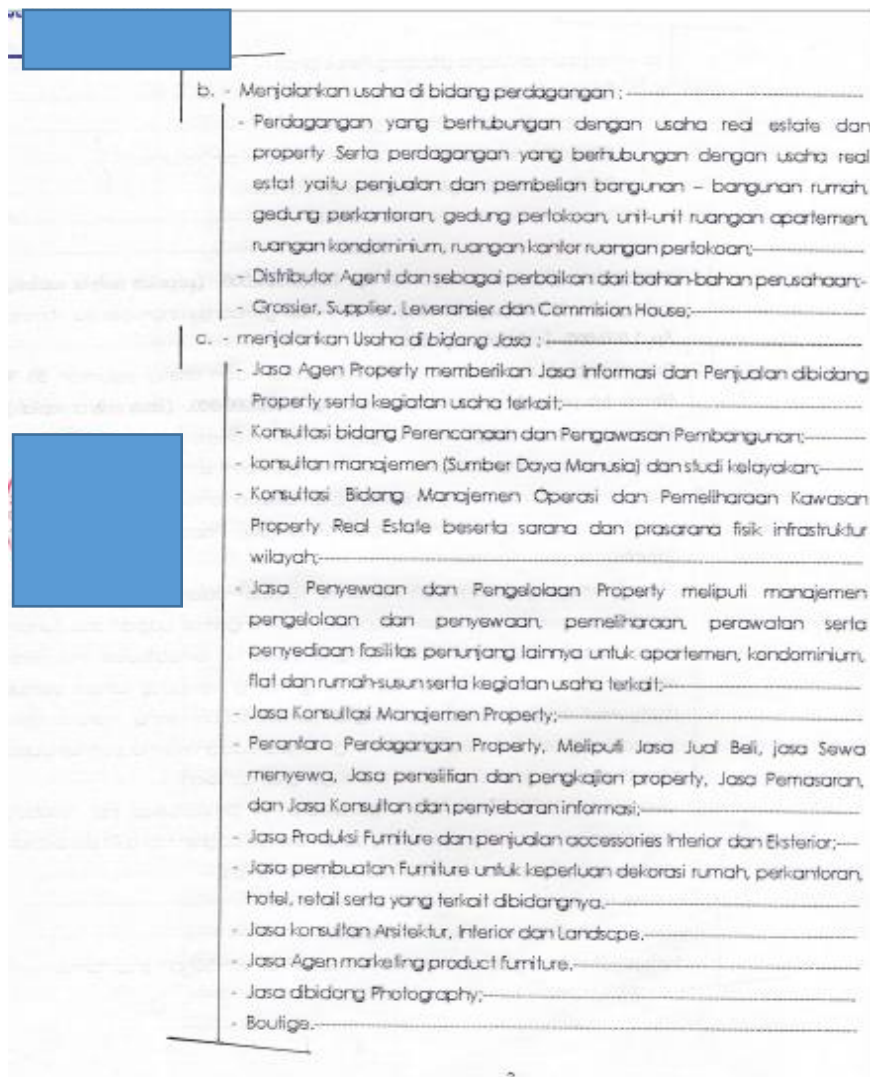 b. - Menjalankan usaha di bidang perdagangan :
- Perdagangan yang berhubungan dengan usaha real estate dan
property Serta perdagangan yang berhubungan dengan usaha real
estat yaitu penjualan dan pembelian bangunan – bangunan rumah,
gedung perkantoran, gedung pertokoan, unit-unit ruangan apartemen,
ruangan kondominium, ruangan kantor ruangan pertokoan;
- Distributor Agent dan sebagai perbaikan dari bahan-bahan perusahaan;-
- Grossier, Supplier, Leveransier dan Commision House;
c. - menjalankan Usaha di bidang Jasa :
- Jasa Agen Property memberikan Jasa Informasi dan Penjualan dibidang
Property serta kegiatan usaha terkait;
- Konsultasi bidang Perencanaan dan Pengawasan Pembangunan;
- konsultan manajemen (Sumber Daya Manusia) dan studi kelayakan;
- Konsultasi Bidang Manajemen Operasi dan Pemeliharaan Kawasan
Property Real Estate beserta sarana dan prasarana fisik infrastruktur
wilayah;
- Jasa Penyewaan dan Pengelolaan Property meliputi manajemen
pengelolaan dan penyewaan, pemeliharaan, perawatan serta
penyediaan fasilitas penunjang lainnya untuk apartemen, kondominium,
flat dan rumah-susun serta kegiatan usaha terkait;
- Jasa Konsultasi Manajemen Property;
- Perantara Perdagangan Property, Meliputi Jasa Jual Beli, jasa Sewa
menyewa, Jasa penelitian dan pengkajian property, Jasa Pemasaran,
dan Jasa Konsultan dan penyebaran informasi;
- Jasa Produksi Furniture dan penjualan accessories Interior dan Eksterior;
- Jasa pembuatan Furniture untuk keperluan dekorasi rumah, perkantoran,
hotel, retail serta yang terkait dibidangnya.
- Jasa konsultan Arsitektur, Interior dan Landscpe.
- Jasa Agen marketing product furniture.
- Jasa dibidang Photography;
- Boutige.